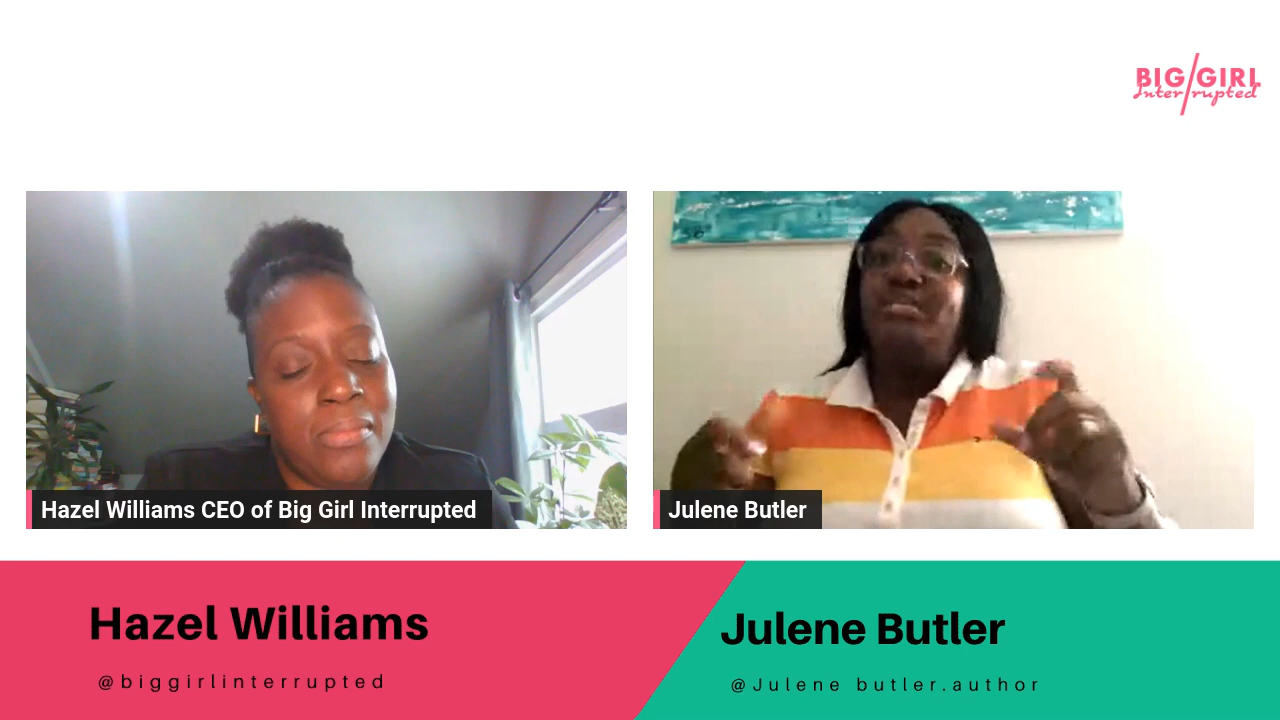 BIG/GIRL
Interrupted
Hazel Williams CEO of Big Girl Interrupted
Julene Butler
Hazel Williams
@biggirlinterrupted
Julene Butler
@Julene butler.author